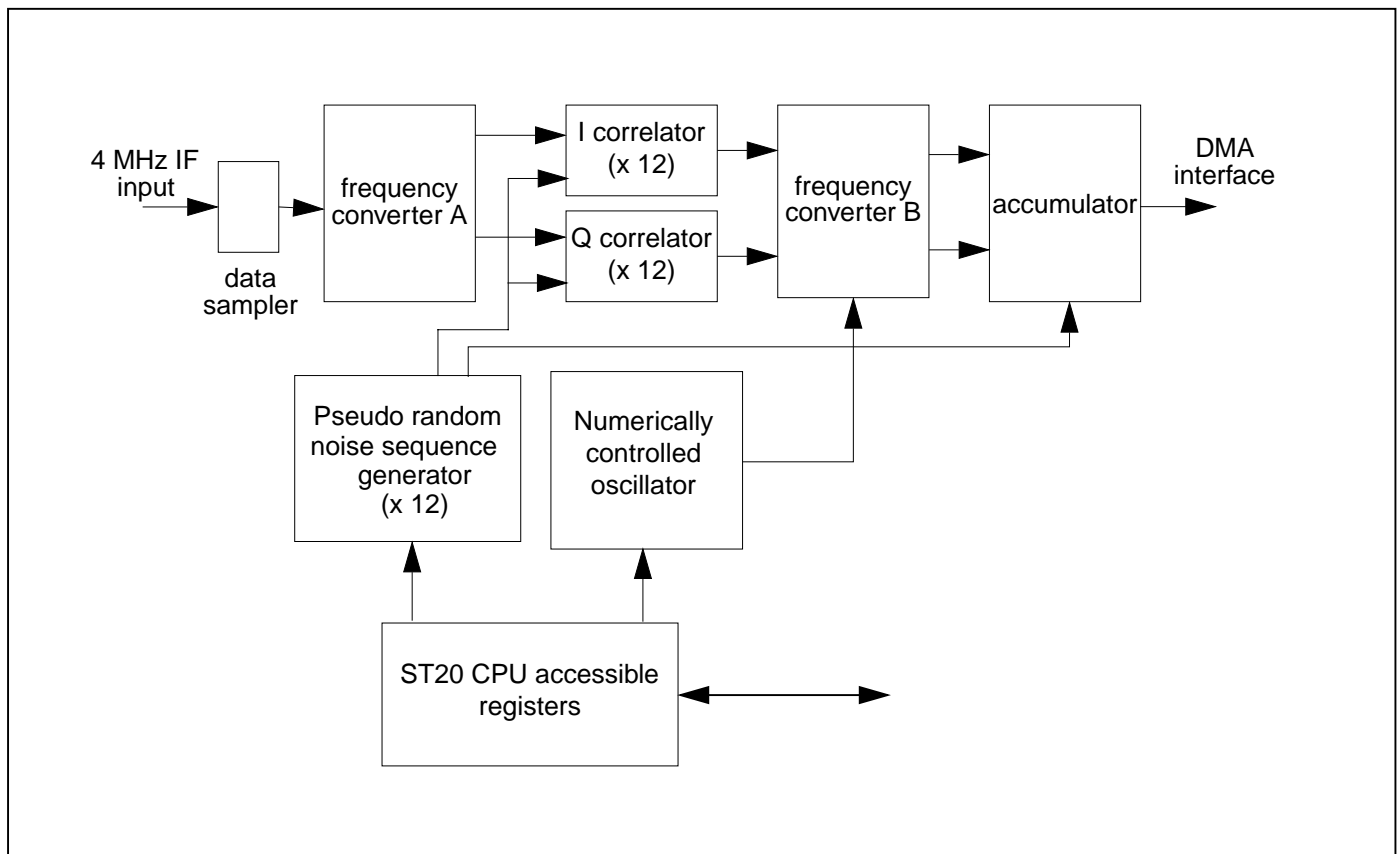 4 MHz IF
input
data
sampler
frequency
converter A
I correlator
(x 12)
Q correlator
(x 12)
frequency
converter B
accumulator
DMA
interface
Pseudo random
noise sequence
generator
(x 12)
Numerically
controlled
oscillator
ST20 CPU accessible
registers